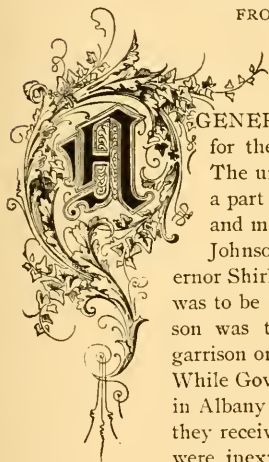 FRO
A
GENER
for the
The u
a part
and m
Johnso
ernor Shirl
was to be
son was t
garrison or
While Gov
in Albany
they receiv
were inex